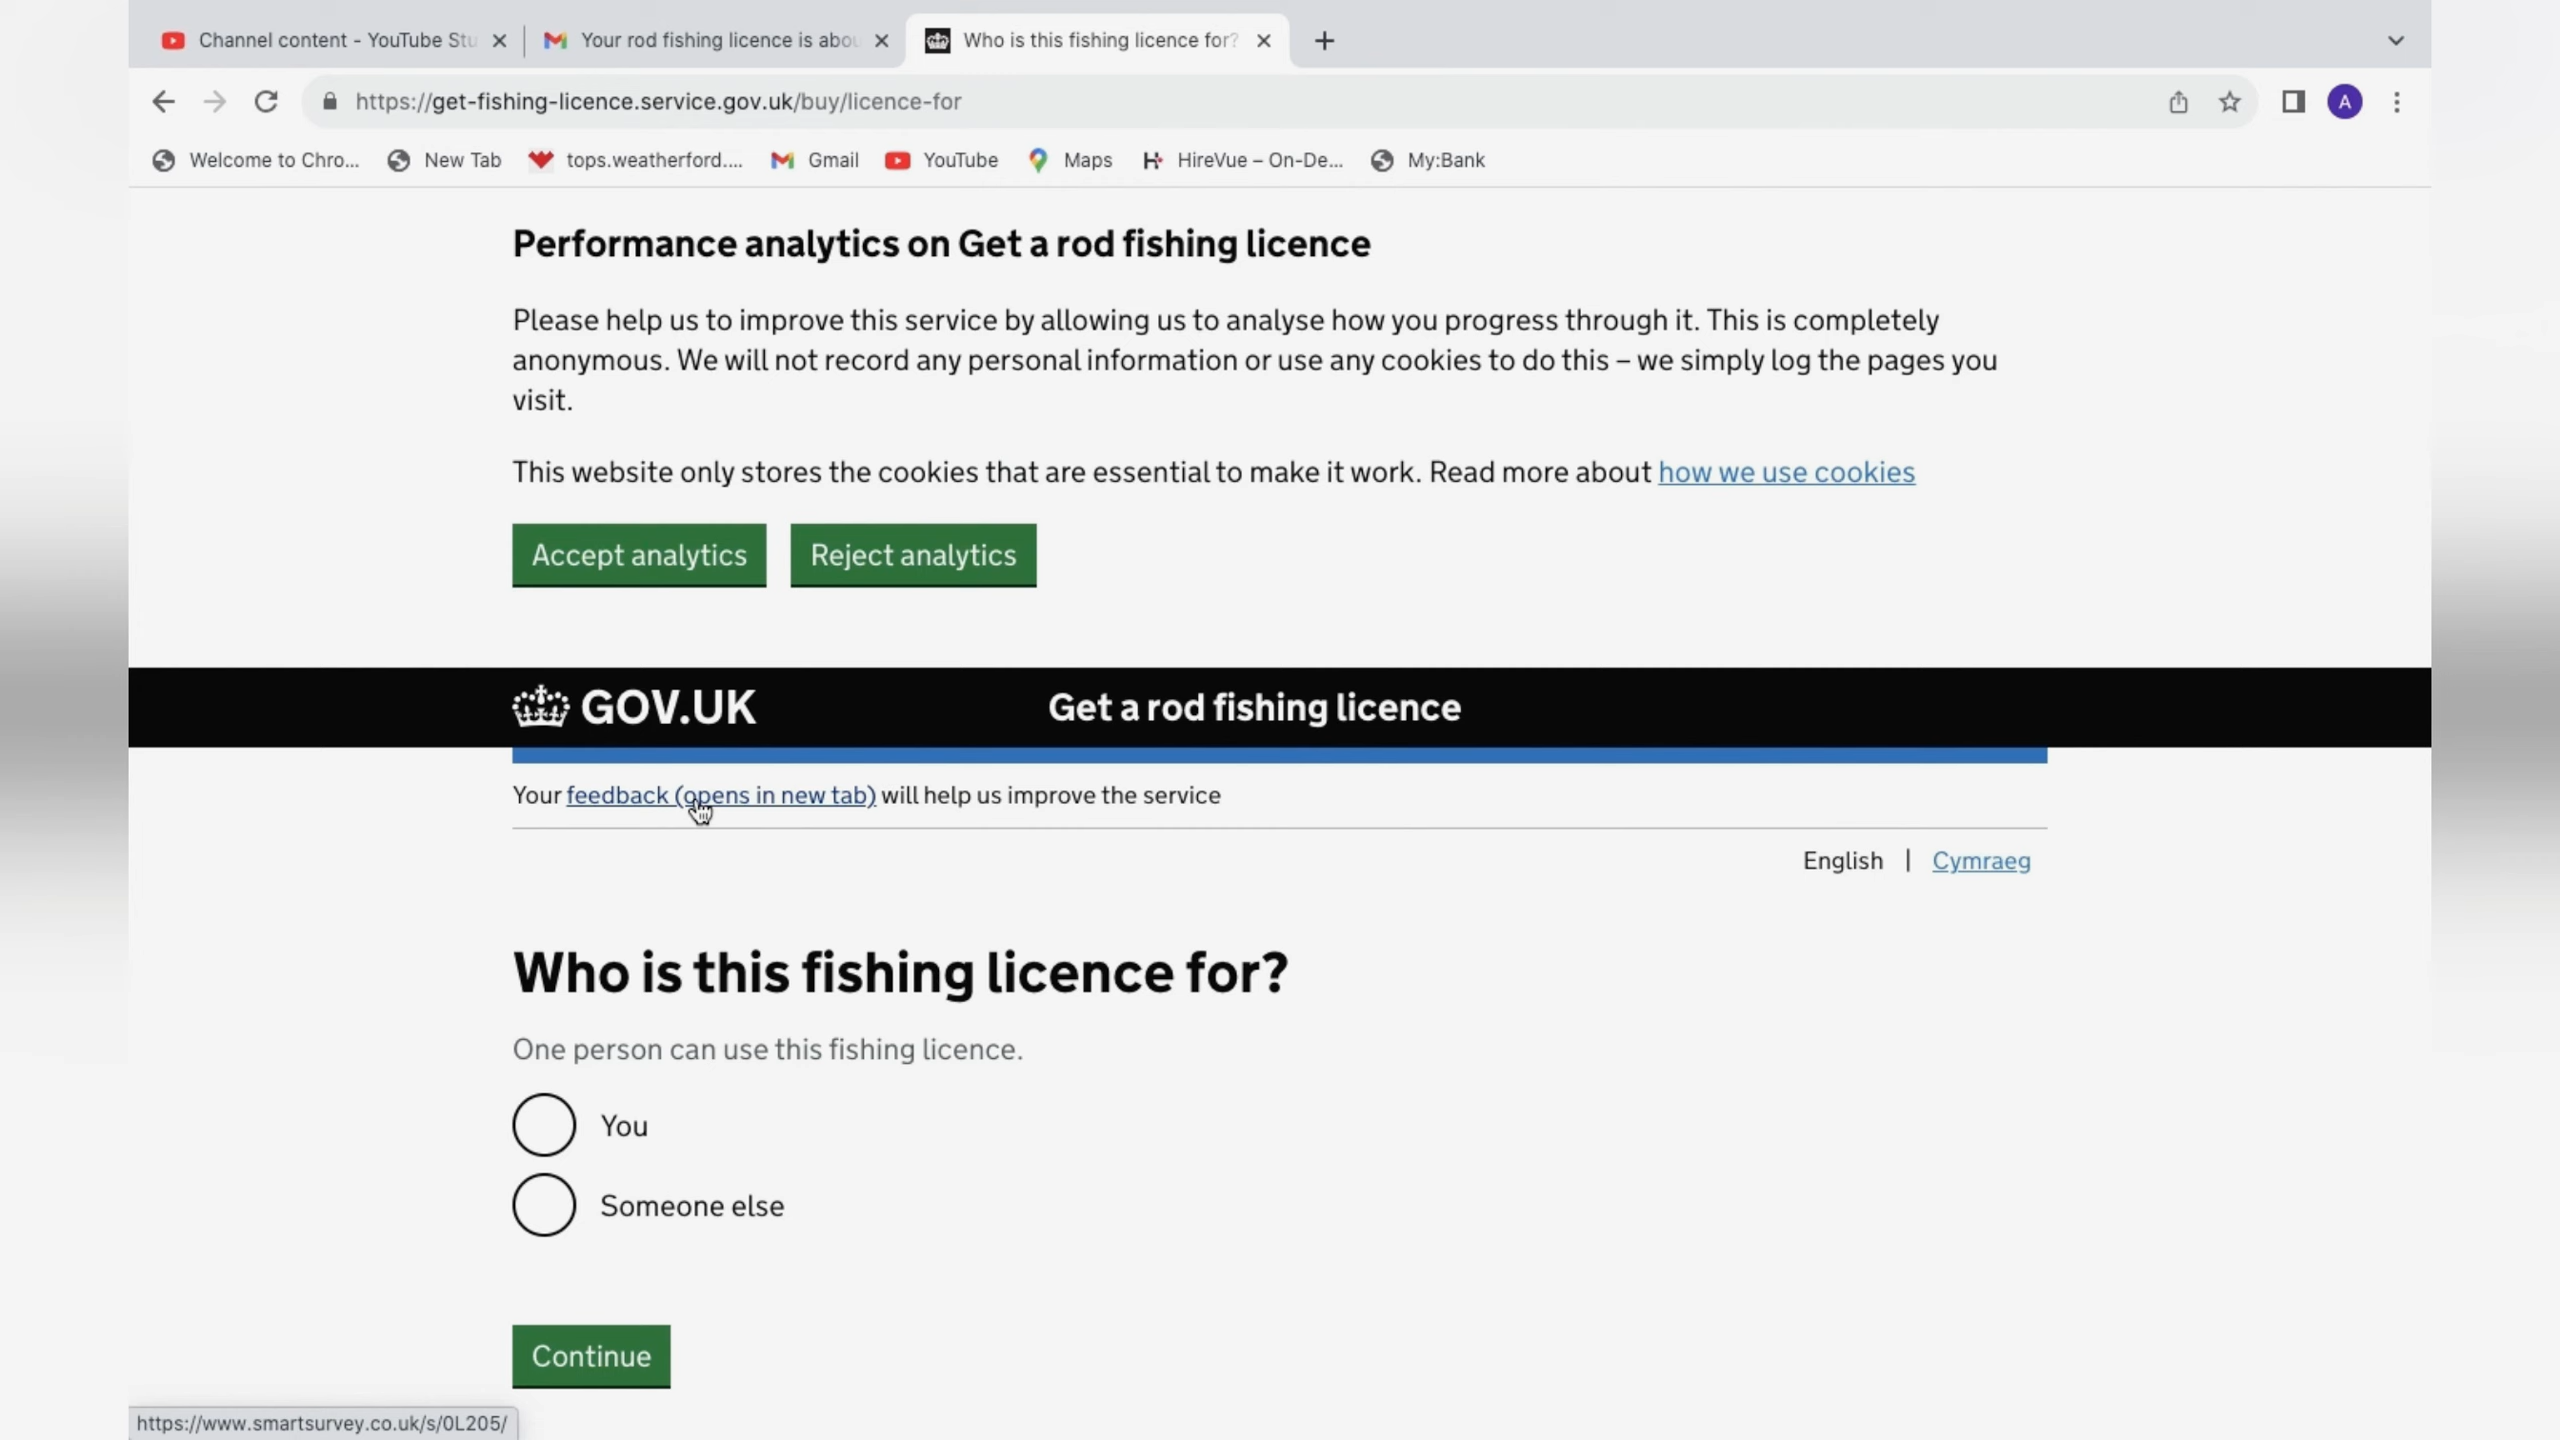 Channel content - YouTube Stu
Your rod fishing licence is abou
Who is this fishing licence for?
https://get-fishing-licence.service.gov.uk/buy/licence-for
A
Welcome to Chro...
New Tab
tops.weatherford....
Gmail
YouTube
Maps
HireVue – On-De...
My:Bank
Performance analytics on Get a rod fishing licence
Please help us to improve this service by allowing us to analyse how you progress through it. This is completely
anonymous. We will not record any personal information or use any cookies to do this – we simply log the pages you
visit.
This website only stores the cookies that are essential to make it work. Read more about how we use cookies
Accept analytics
Reject analytics
GOV.UK
Get a rod fishing licence
Your feedback (opens in new tab) will help us improve the service
English | Cymraeg
Who is this fishing licence for?
One person can use this fishing licence.
You
Someone else
Continue
https://www.smartsurvey.co.uk/s/0L205/